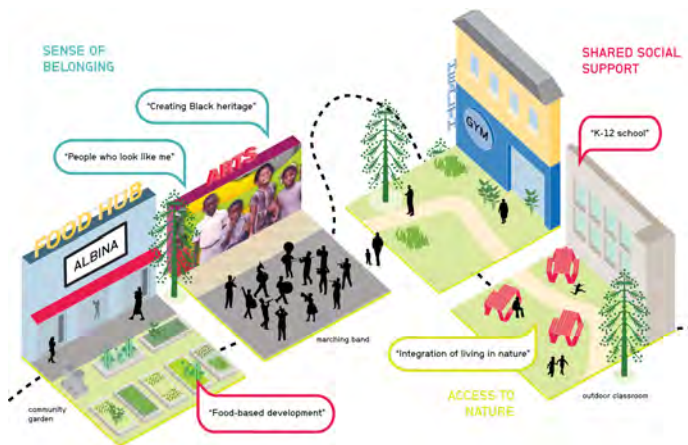 SENSE OF
BELONGING
SHARED SOCIAL
SUPPORT
"Creating Black heritage"
"K-12 school"
"People who look like me"
GYM
ARTS
FOOD HUB
ALBINA
marching band
"Integration of living in nature"
community
garden
"Food-based development"
ACCESS TO
NATURE
outdoor classroom